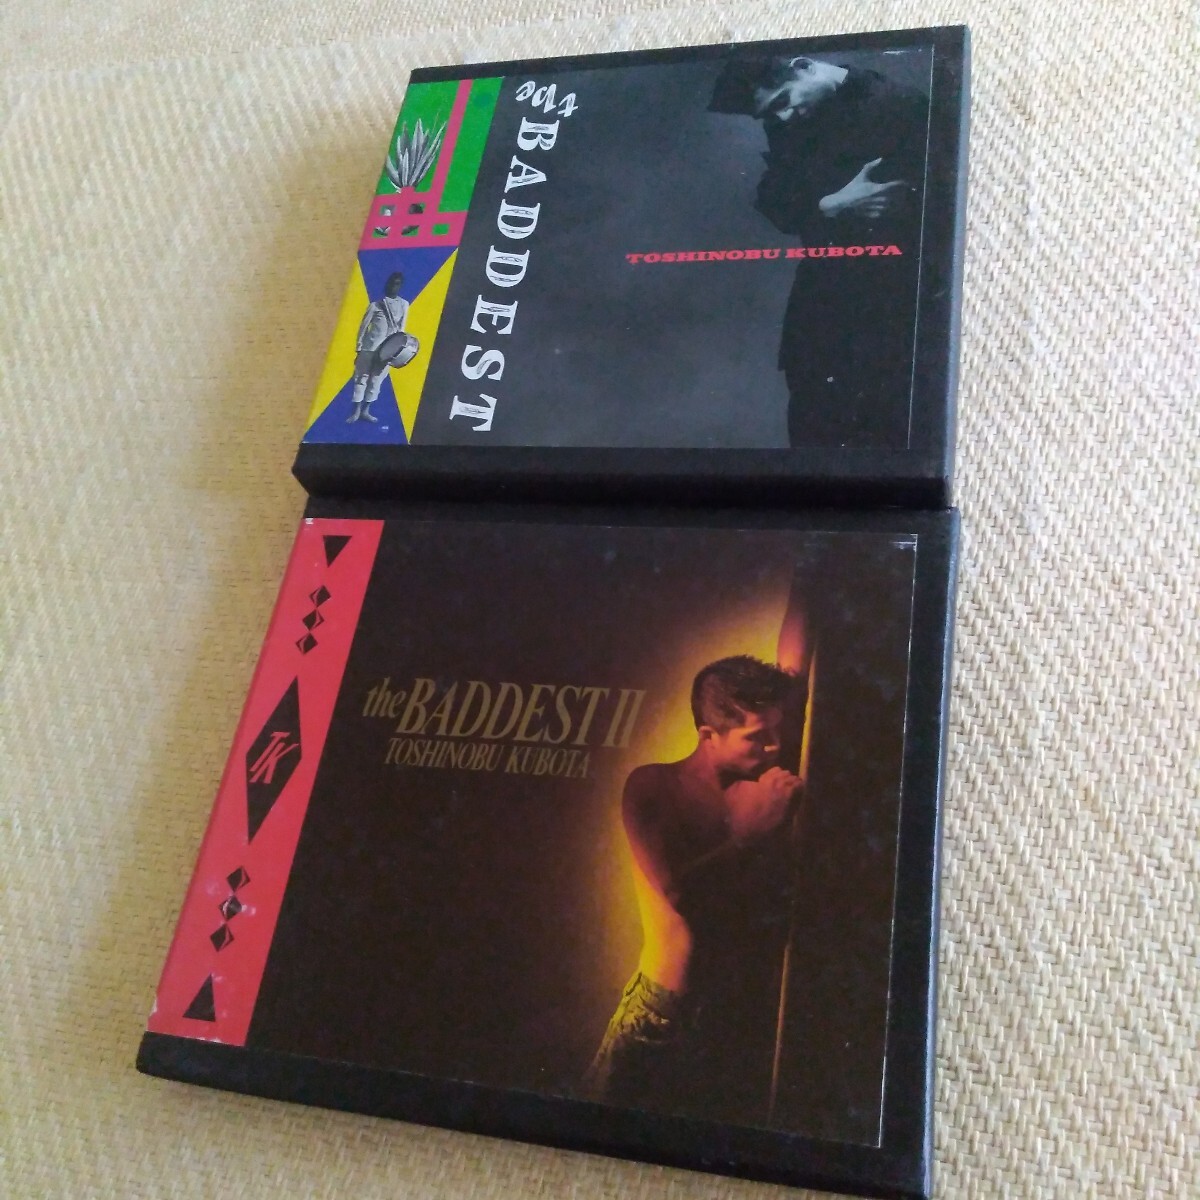 the
BADDEST
TOSHINOBU KUBOTA
the BADDEST II
TOSHINOBU KUBOTA
TK